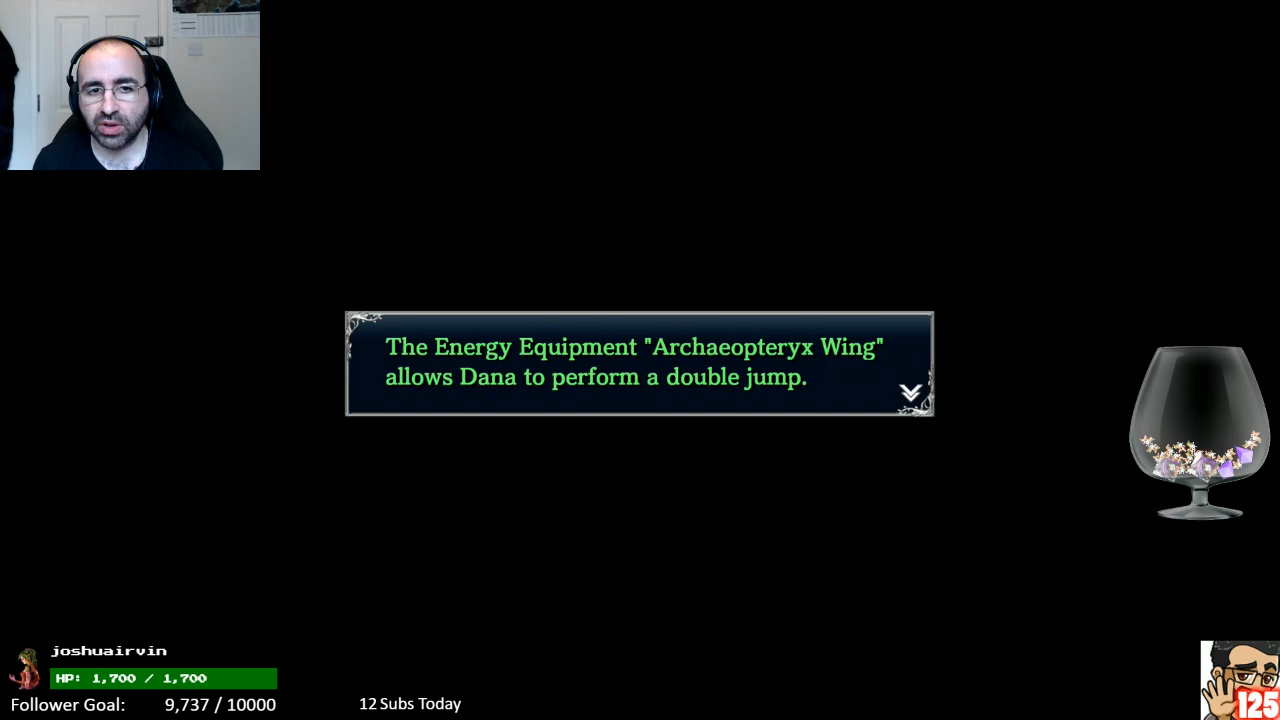 The Energy Equipment "Archaeopteryx Wing"
allows Dana to perform a double jump.
joshuairvin
HP: 1,700 / 1,700
Follower Goal: 9,737 / 10000
12 Subs Today
125